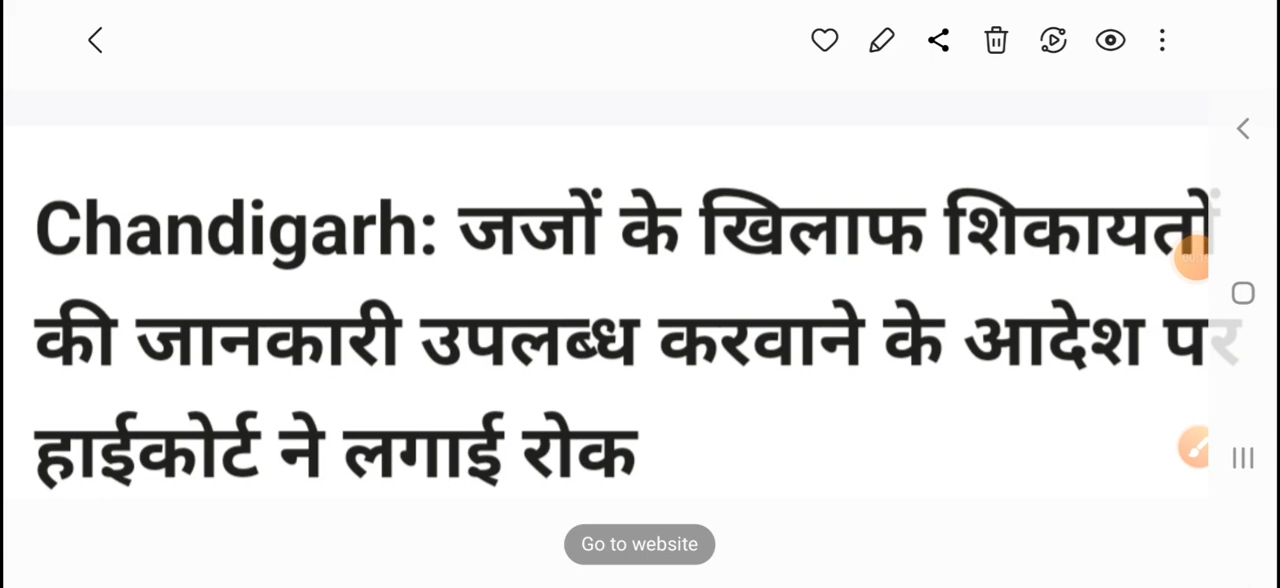 Chandigarh: जजों के खिलाफ शिकायतों
की जानकारी उपलब्ध करवाने के आदेश पर
हाईकोर्ट ने लगाई रोक
Go to website